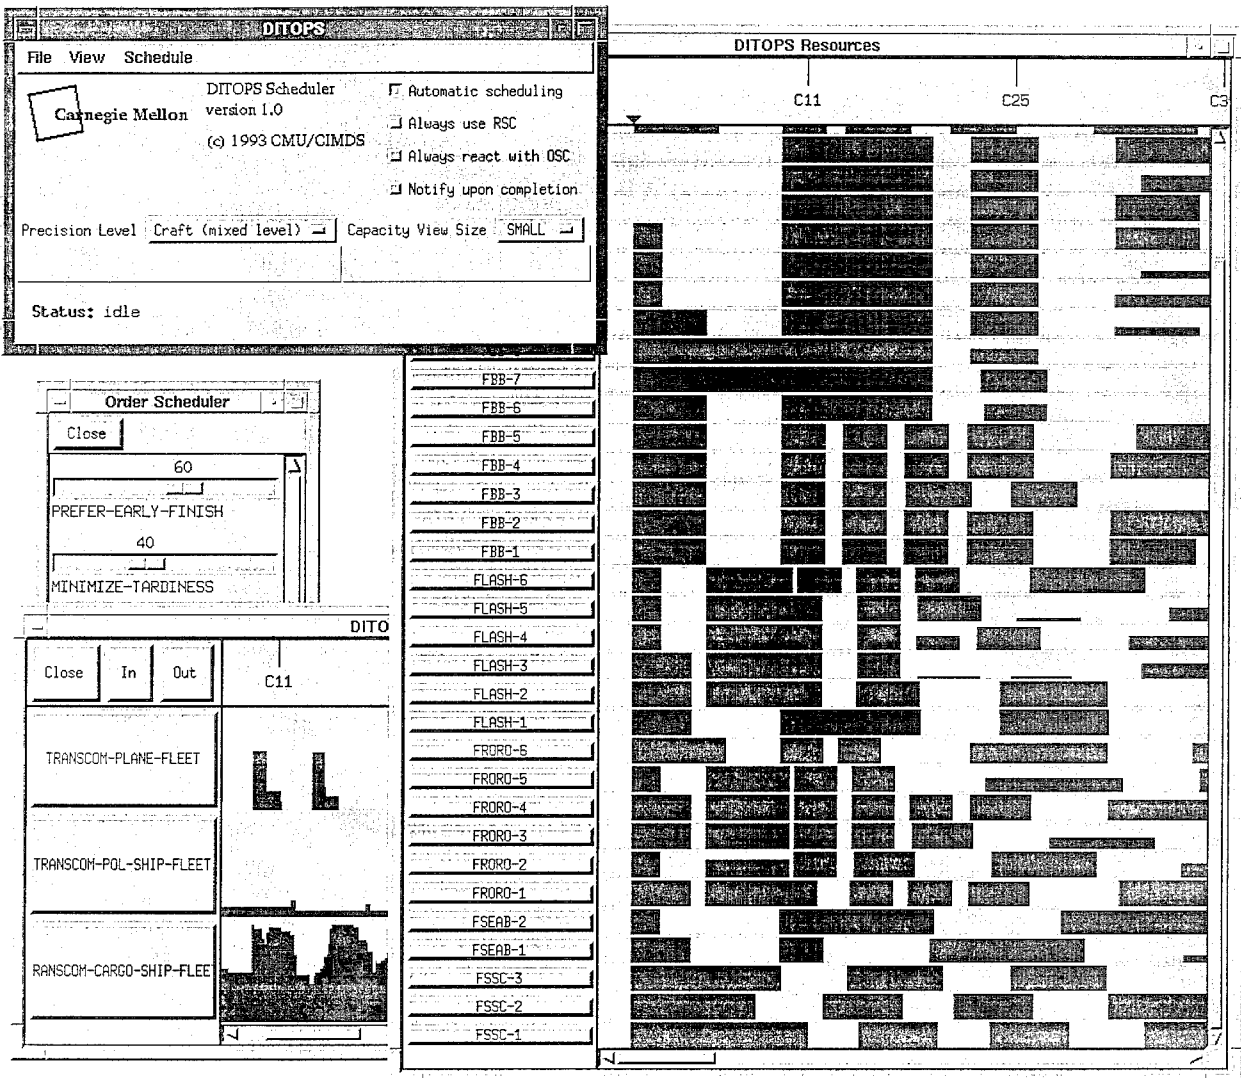 DITOPS
File View Schedule
Carnegie Mellon
DITOPS Scheduler
version 1.0
(c) 1993 CMU/CIMDS
Automatic scheduling
Always use RSC
Always react with OSC
Notify upon completion
Precision Level Craft (mixed level) Capacity View Size SMALL
Status: idle
DITOPS Resources
C11 C25 C3
FBB-7
FBB-6
FBB-5
FBB-4
FBB-3
FBB-2
FBB-1
FLASH-6
FLASH-5
FLASH-4
FLASH-3
FLASH-2
FLASH-1
FRORO-6
FRORO-5
FRORO-4
FRORO-3
FRORO-2
FRORO-1
FSEAB-2
FSEAB-1
FSSC-3
FSSC-2
FSSC-1
Order Scheduler
Close
60
PREFER-EARLY-FINISH
40
MINIMIZE-TARDINESS
DITO
Close In Out
C11
TRANSCOM-PLANE-FLEET
TRANSCOM-POL-SHIP-FLEET
RANSCOM-CARGO-SHIP-FLEE